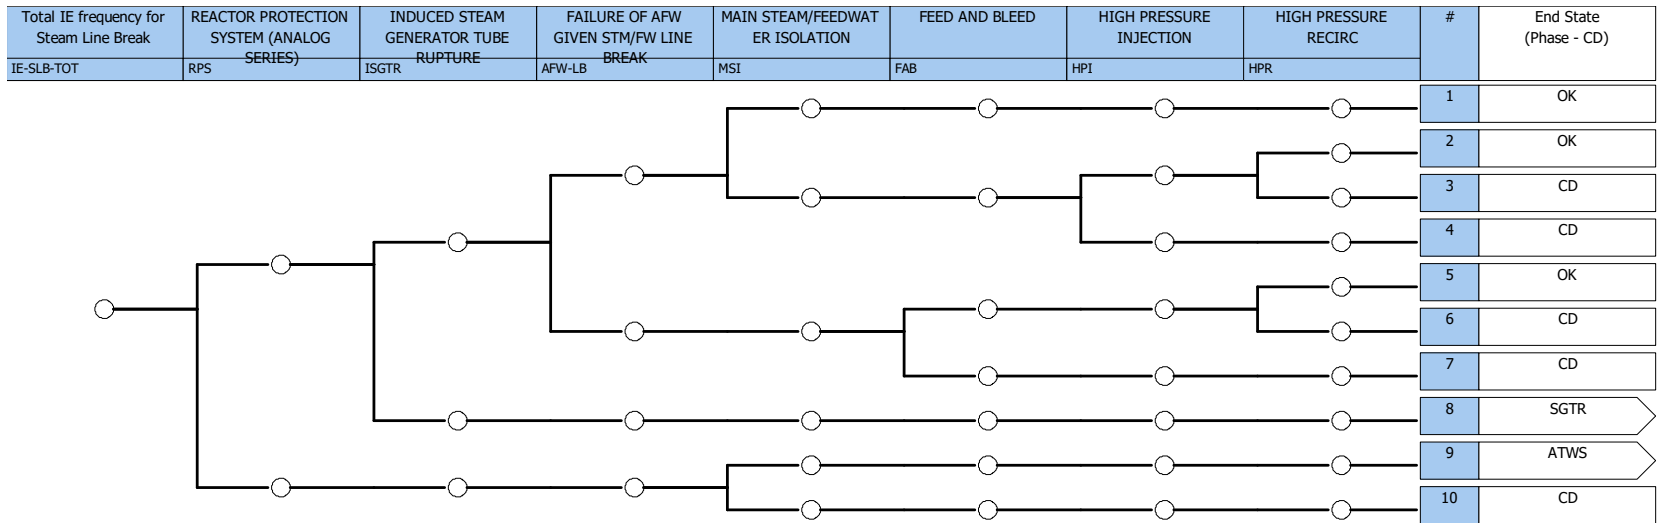 Total IE frequency for
Steam Line Break
REACTOR PROTECTION
SYSTEM (ANALOG
SERIES)
INDUCED STEAM
GENERATOR TUBE
RUPTURE
FAILURE OF AFW
GIVEN STM/FW LINE
BREAK
MAIN STEAM/FEEDWAT
ER ISOLATION
FEED AND BLEED
HIGH PRESSURE
INJECTION
HIGH PRESSURE
RECIRC
#
End State
(Phase - CD)
IE-SLB-TOT
RPS
ISGTR
AFW-LB
MSI
FAB
HPI
HPR
1 OK
2 OK
3 CD
4 CD
5 OK
6 CD
7 CD
8 SGTR
9 ATWS
10 CD